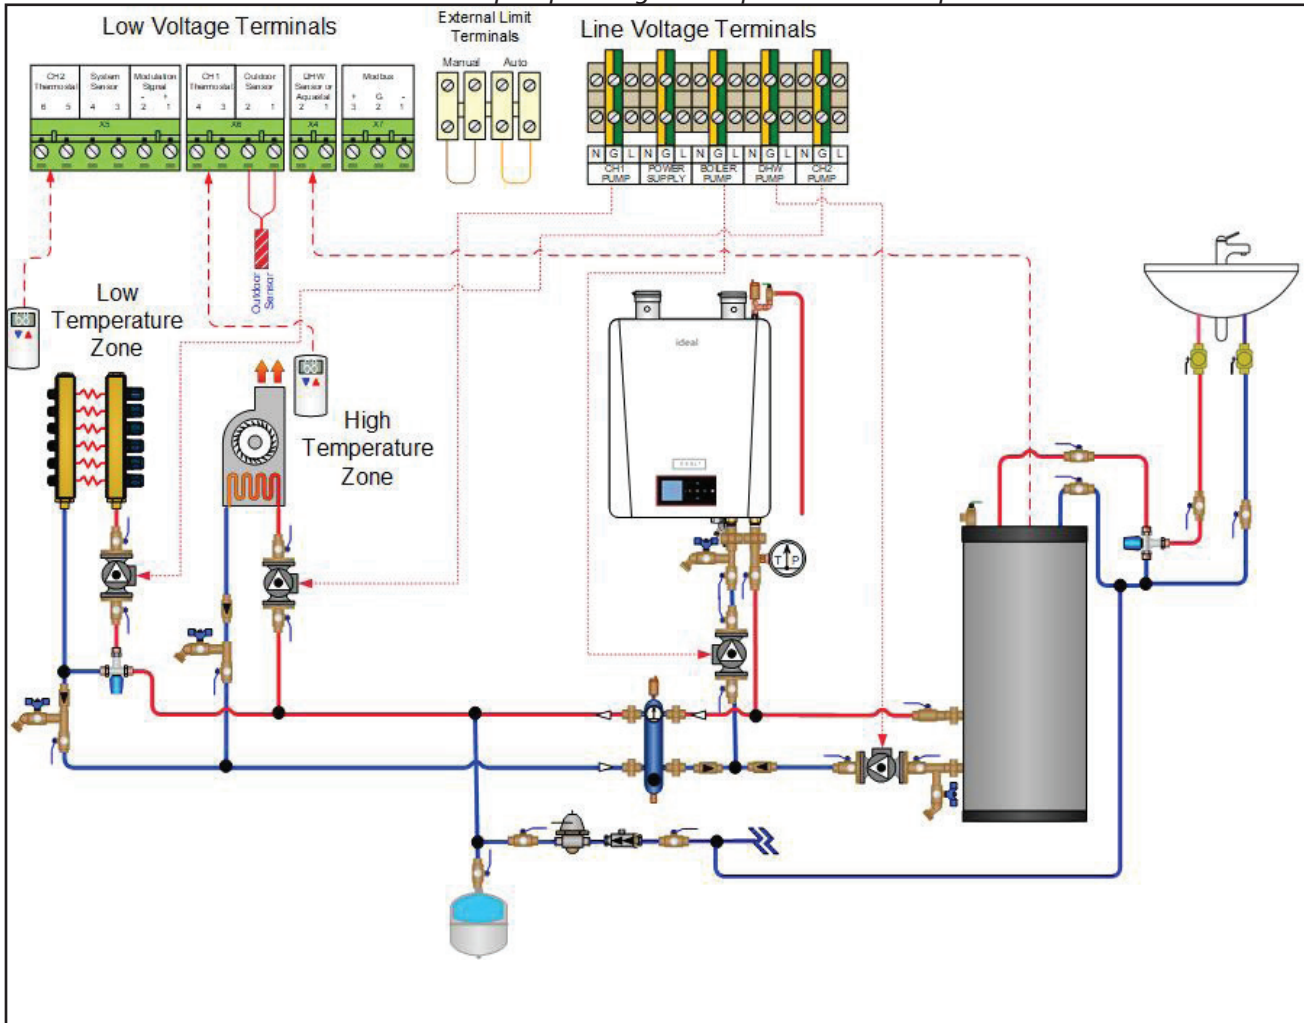 Low Voltage Terminals
External Limit
Terminals
Line Voltage Terminals
Manual Auto
CH2
Thermostat
6 5
System
Sensor
4 3
Modulation
Signal
- +
2 1
X5
CH1
Thermostat
4 3
Outdoor
Sensor
2 1
X6
DHW
Sensor or
Aquastat
2 1
X4
Modbus
+ G -
3 2 1
X7
N G L N G L N G L N G L N G L
CH1
PUMP
POWER
SUPPLY
BOILER
PUMP
DHW
PUMP
CH2
PUMP
Outdoor
Sensor
Low
Temperature
Zone
High
Temperature
Zone
ideal
T P